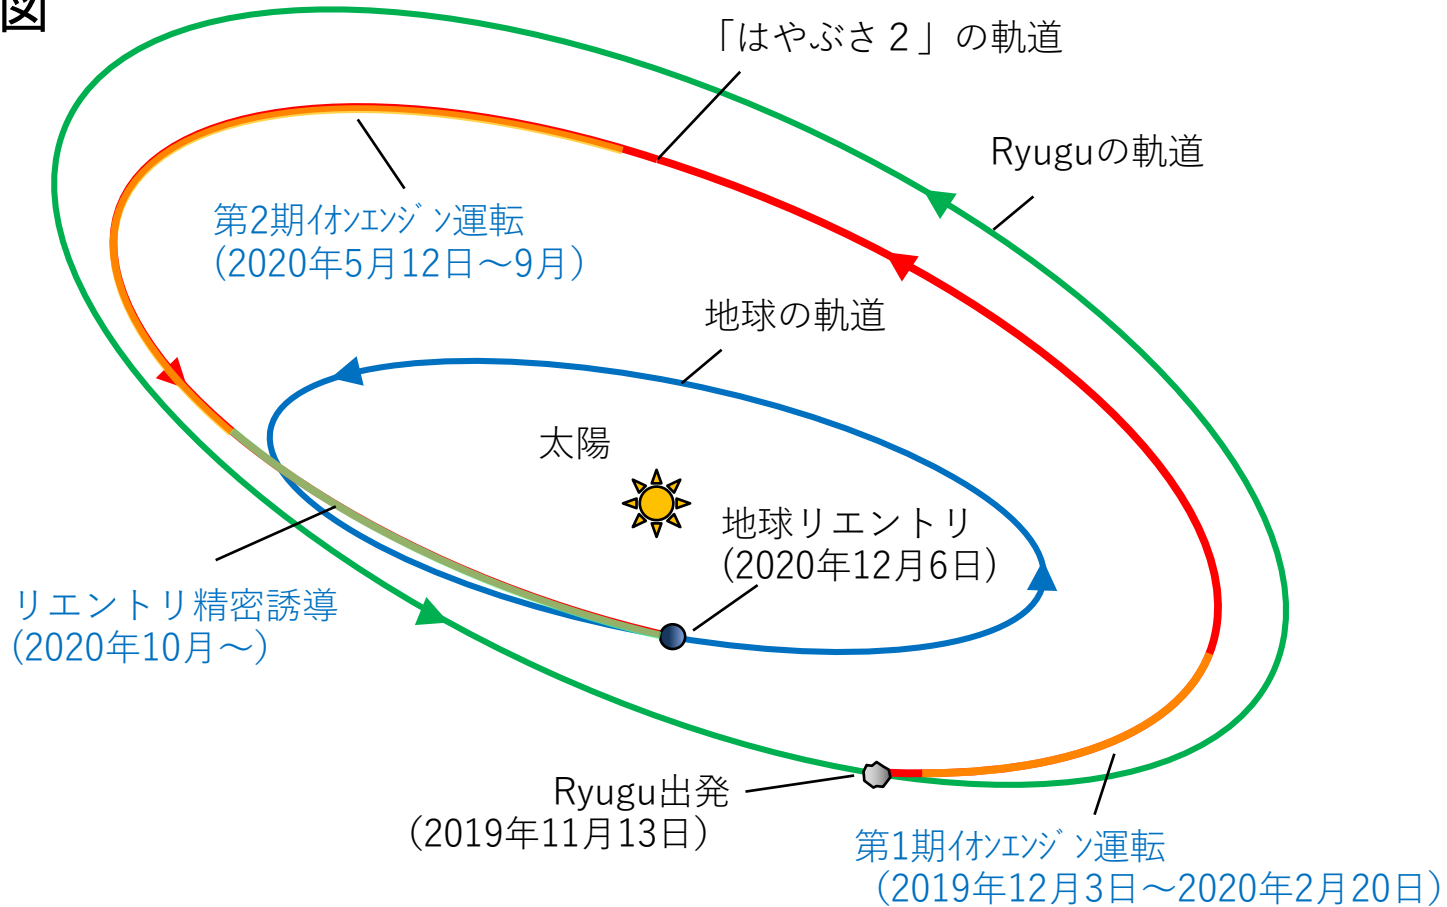 図
「はやぶさ２」の軌道
Ryuguの軌道
第2期ｲｵﾝｴﾝｼﾞﾝ運転
(2020年5月12日～9月)
地球の軌道
太陽
地球リエントリ
(2020年12月6日)
リエントリ精密誘導
(2020年10月～)
Ryugu出発
(2019年11月13日)
第1期ｲｵﾝｴﾝｼﾞﾝ運転
(2019年12月3日～2020年2月20日)